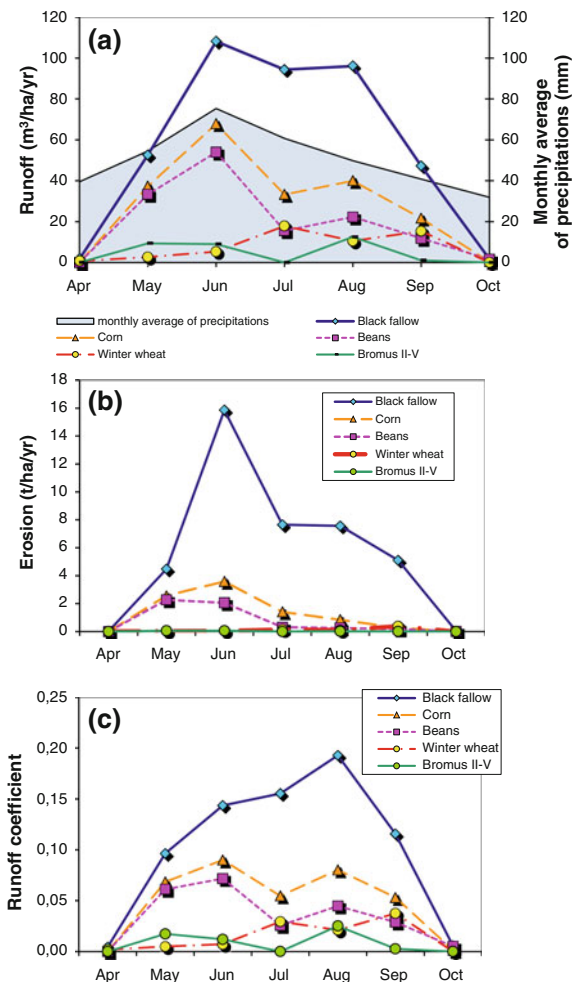 (a)
Runoff (m³/ha/yr)
120
100
80
60
40
20
0
120
100
80
60
40
20
0
Monthly average
of precipitations (mm)
Apr May Jun Jul Aug Sep Oct
monthly average of precipitations
Black fallow
Corn
Beans
Winter wheat
Bromus II-V
(b)
Erosion (t/ha/yr)
18
16
14
12
10
8
6
4
2
0
Black fallow
Corn
Beans
Winter wheat
Bromus II-V
Apr May Jun Jul Aug Sep Oct
(c)
Runoff coefficient
0,25
0,20
0,15
0,10
0,05
0,00
Black fallow
Corn
Beans
Winter wheat
Bromus II-V
Apr May Jun Jul Aug Sep Oct